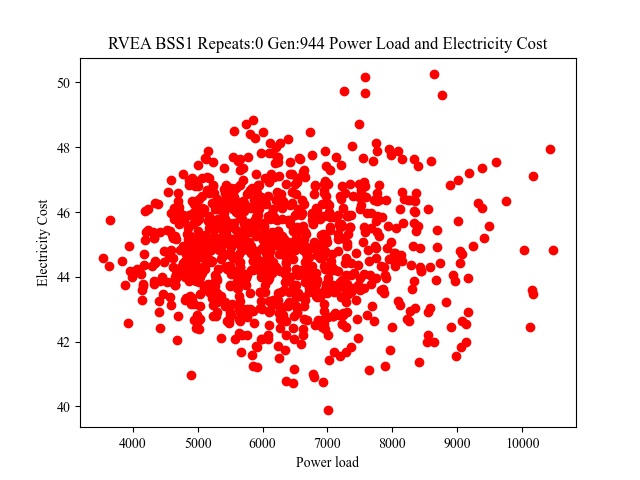 RVEA BSS1 Repeats:0 Gen:944 Power Load and Electricity Cost
50
48
46
44
42
40
Electricity Cost
4000 5000 6000 7000 8000 9000 10000
Power load